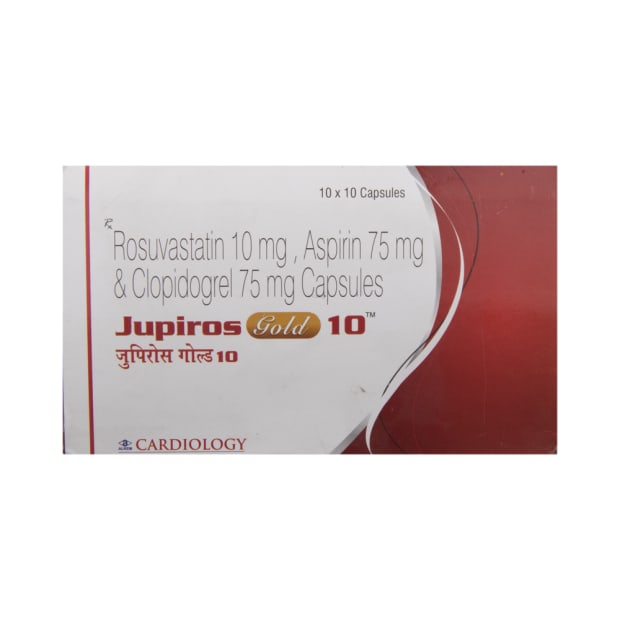 10 x 10 Capsules
Rx
Rosuvastatin 10 mg , Aspirin 75 mg
& Clopidogrel 75 mg Capsules
Jupiros Gold 10™
जुपिरोस गोल्ड 10
ALKEM CARDIOLOGY